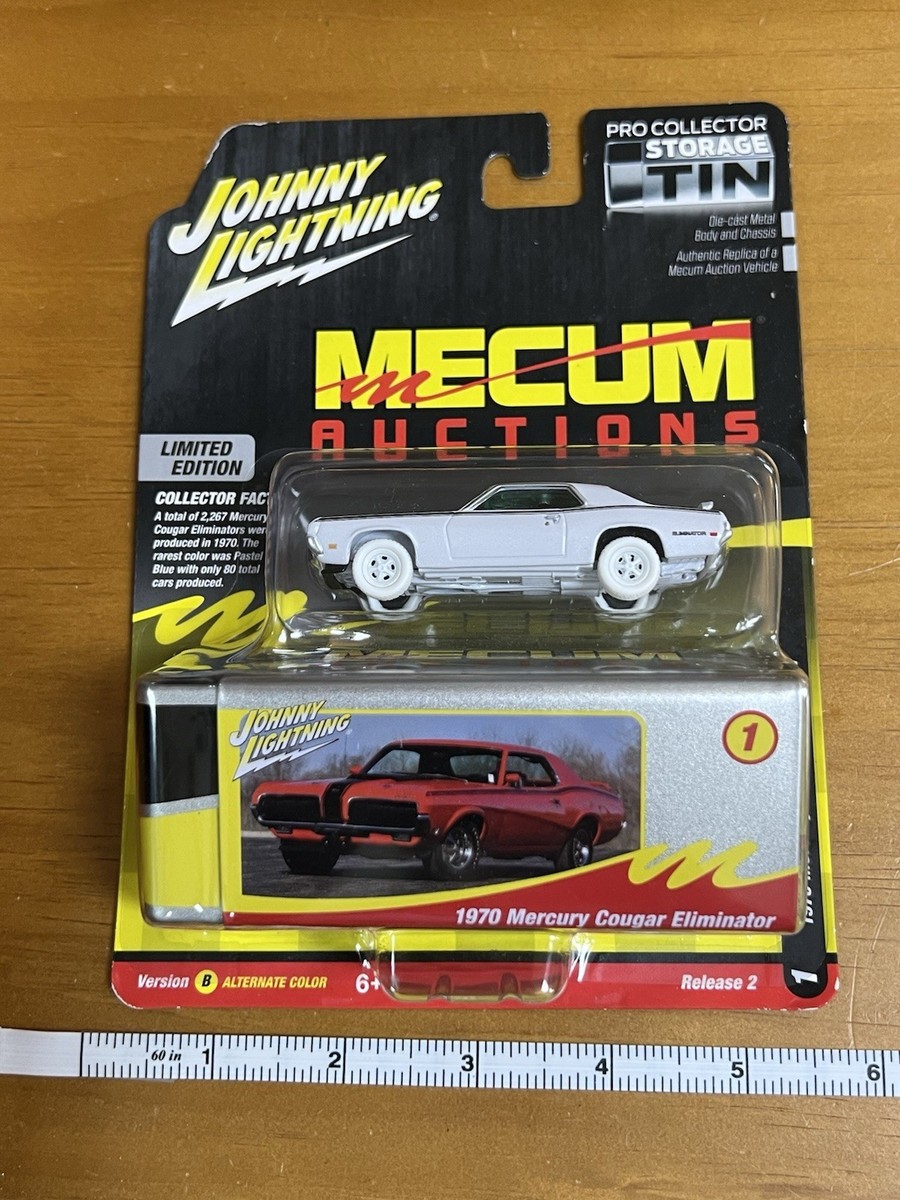 JOHNNY
LIGHTNING®
PRO COLLECTOR
STORAGE
TIN
Die-cast Metal
Body and Chassis
Authentic Replica of a
Mecum Auction Vehicle
MECUM
AUCTIONS
LIMITED
EDITION
COLLECTOR FAC
A total of 2,267 Mercury
Cougar Eliminators were
produced in 1970. The
rarest color was Pastel
Blue with only 80 total
cars produced.
ELIMINATOR
MECUM
JOHNNY
LIGHTNING
1
1970 Mercury Cougar Eliminator
Version B ALTERNATE COLOR
6+
Release 2
1
60 in 1 2 3 4 5 6